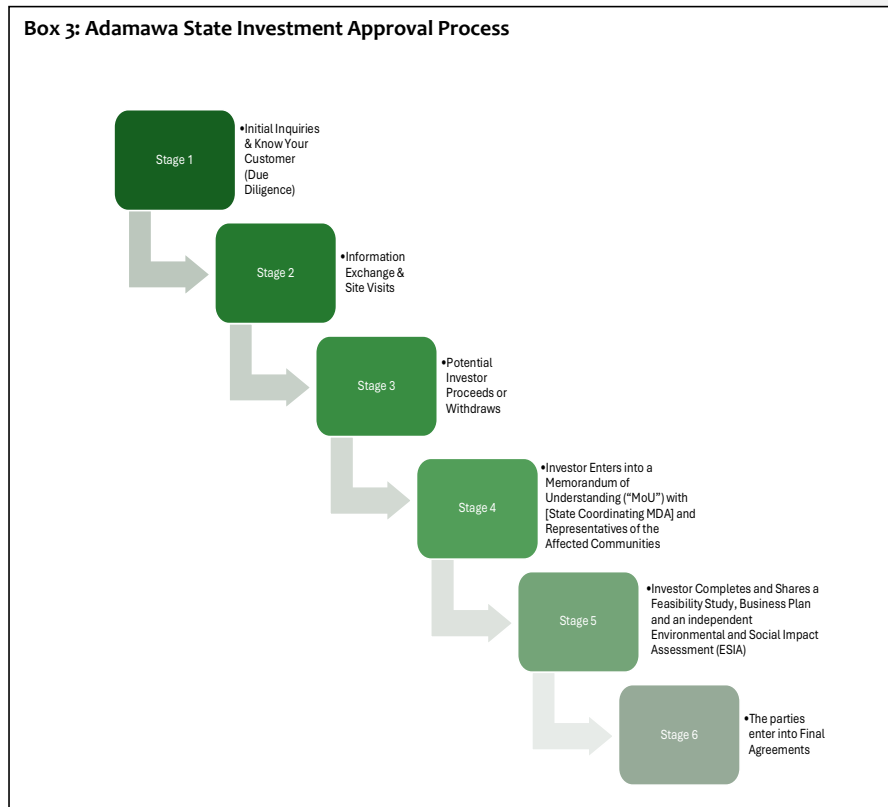 Box 3: Adamawa State Investment Approval Process
Stage 1
•Initial Inquiries
& Know Your
Customer
(Due
Diligence)
Stage 2
•Information
Exchange &
Site Visits
Stage 3
•Potential
Investor
Proceeds or
Withdraws
Stage 4
•Investor Enters into a
Memorandum of
Understanding (“MoU”) with
[State Coordinating MDA] and
Representatives of the
Affected Communities
Stage 5
•Investor Completes and Shares a
Feasibility Study, Business Plan
and an independent
Environmental and Social Impact
Assessment (ESIA)
Stage 6
•The parties
enter into Final
Agreements